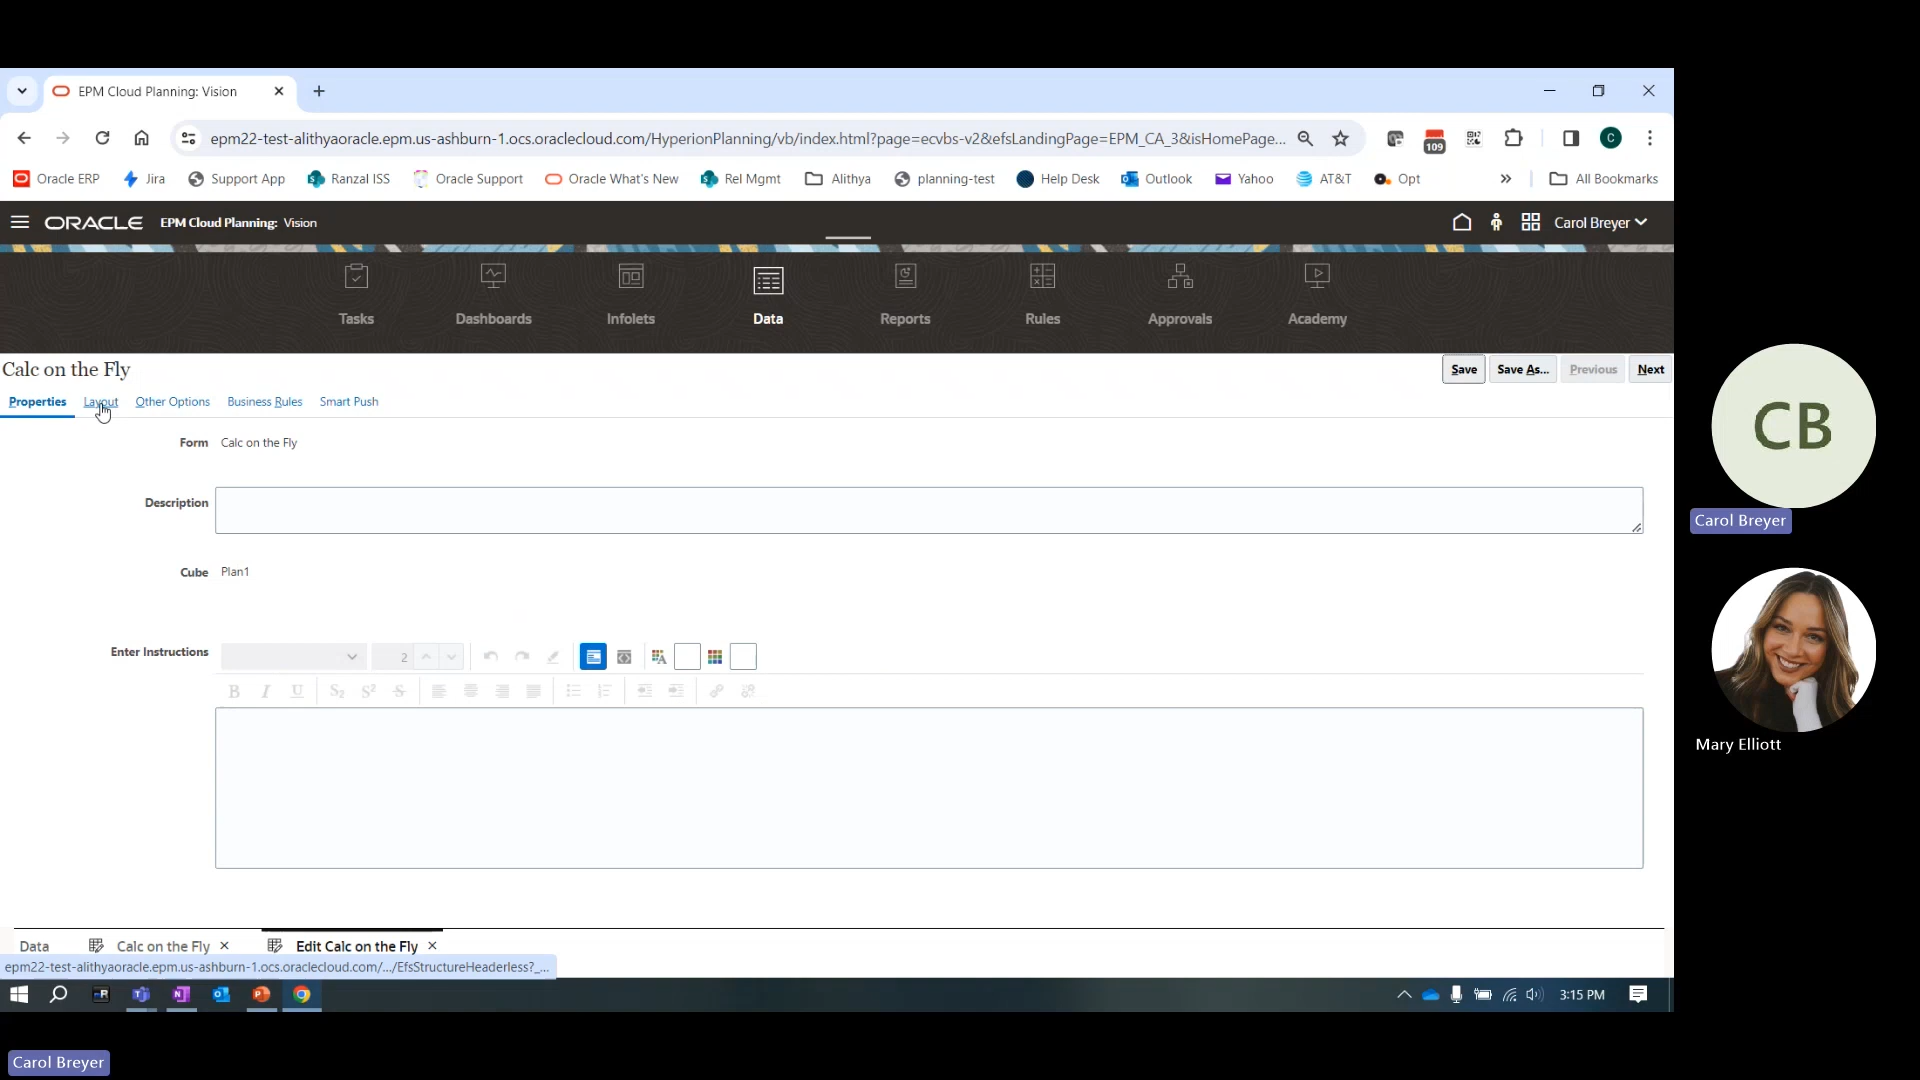 EPM Cloud Planning: Vision
epm22-test-alithyaoracle.epm.us-ashburn-1.ocs.oraclecloud.com/HyperionPlanning/vb/index.html?page=ecvbs-v2&efsLandingPage=EPM_CA_3&isHomePage...
109
C
Oracle ERP Jira Support App Ranzal ISS Oracle Support Oracle What's New Rel Mgmt Alithya planning-test Help Desk Outlook Yahoo AT&T Opt » All Bookmarks
ORACLE EPM Cloud Planning: Vision Carol Breyer
Tasks Dashboards Infolets Data Reports Rules Approvals Academy
Calc on the Fly Save Save As... Previous Next
Properties Layout Other Options Business Rules Smart Push
Form Calc on the Fly
Description
Cube Plan1
Enter Instructions 2
B I U S2 S2 S
Data Calc on the Fly Edit Calc on the Fly
epm22-test-alithyaoracle.epm.us-ashburn-1.ocs.oraclecloud.com/.../EfsStructureHeaderless?_...
3:15 PM
CB
Carol Breyer
Mary Elliott
Carol Breyer